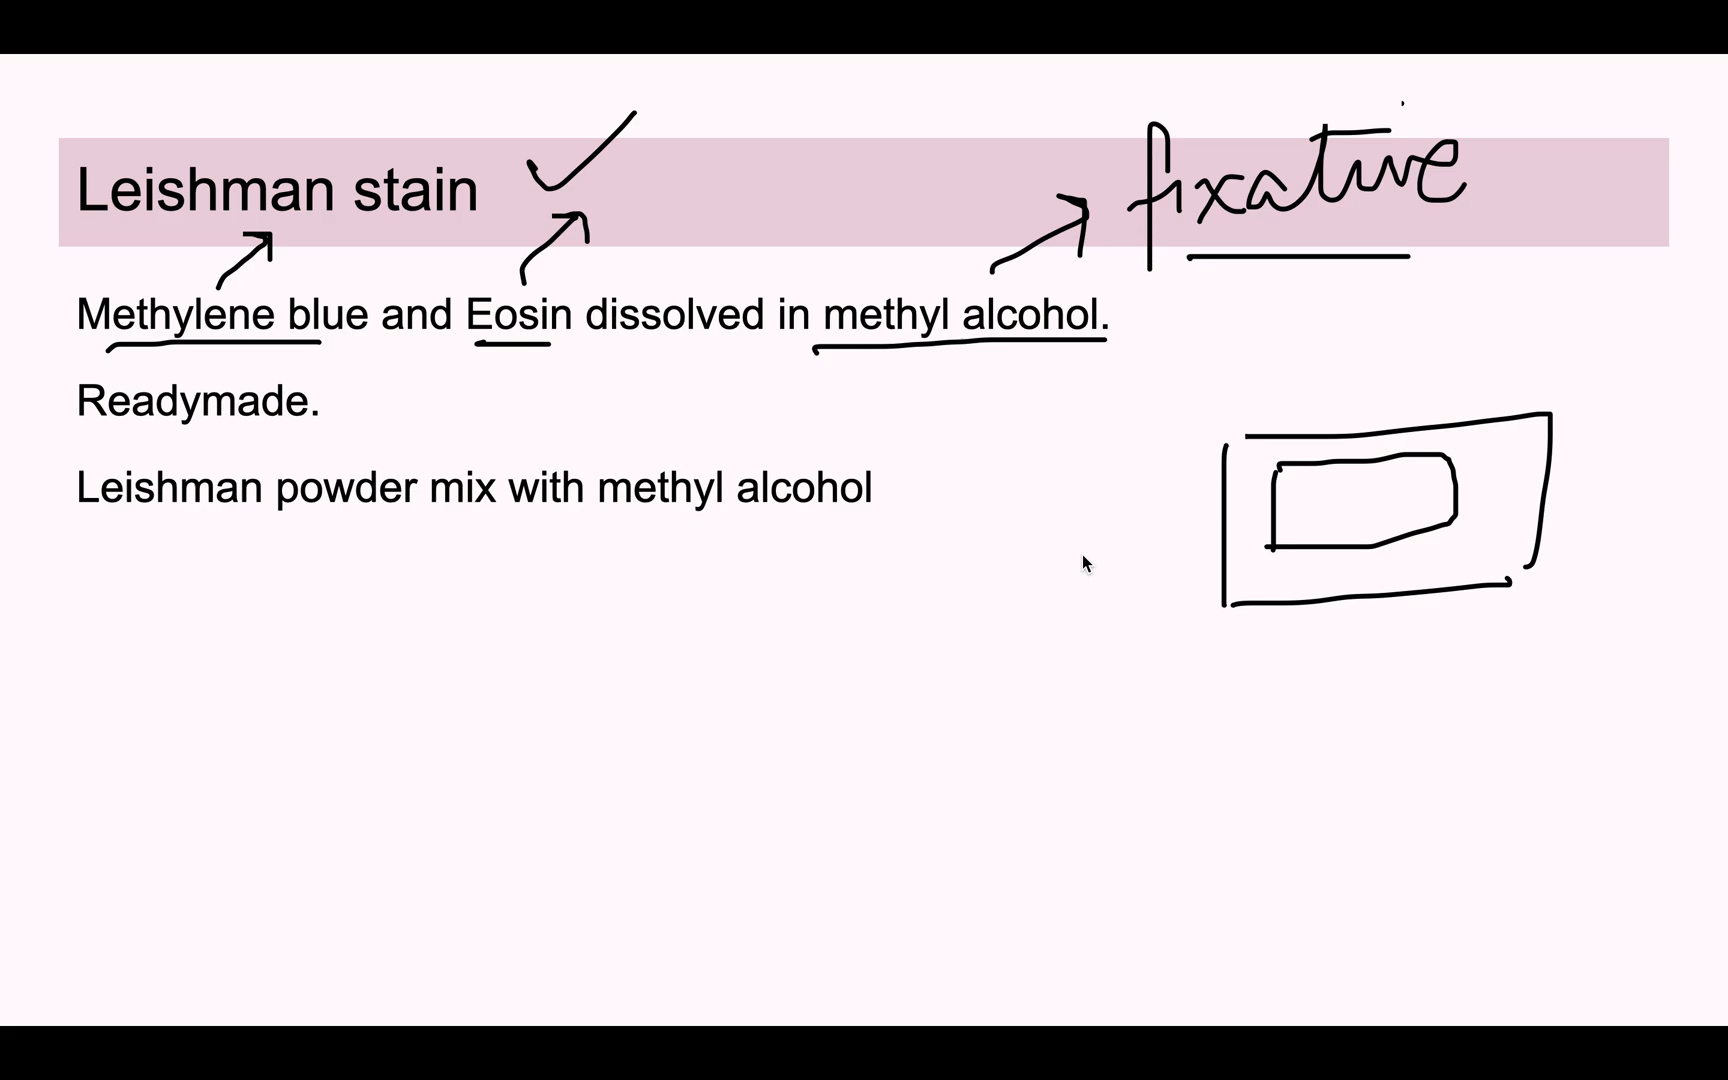 Leishman stain
fixative
Methylene blue and Eosin dissolved in methyl alcohol.
Readymade.
Leishman powder mix with methyl alcohol